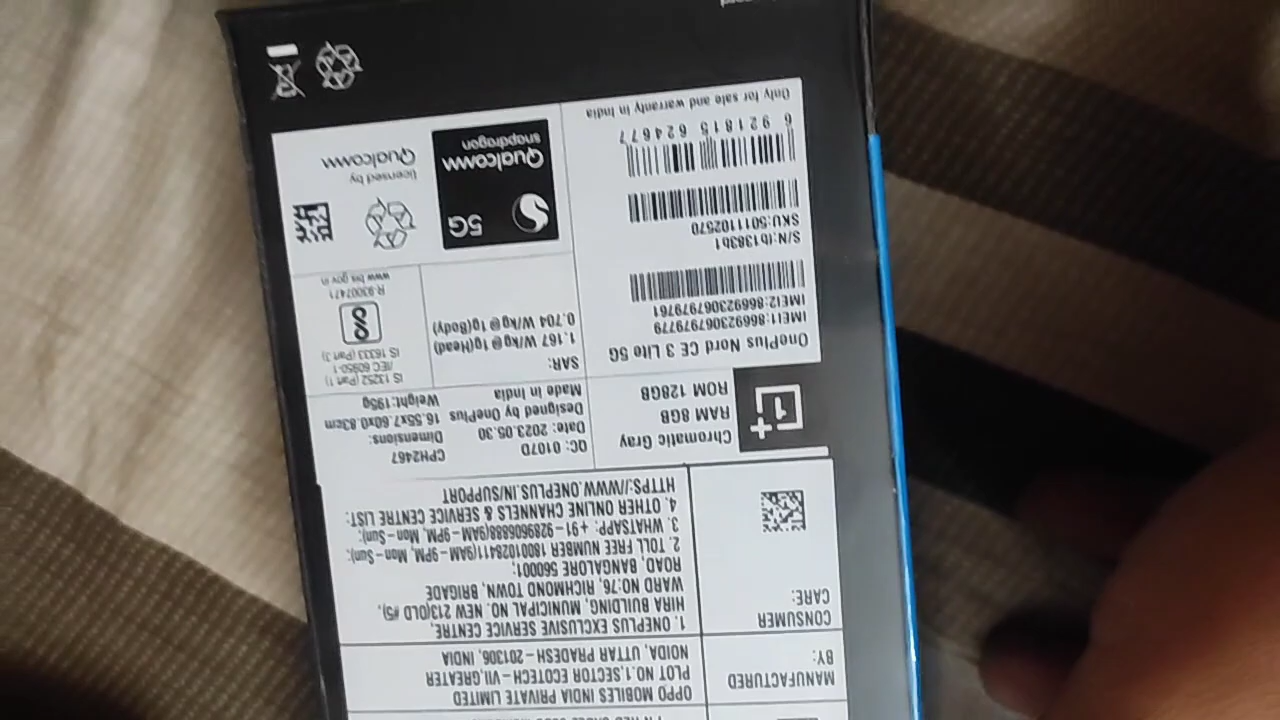 OPPO MOBILES INDIA PRIVATE LIMITED
PLOT NO.1,SECTOR ECOTECH-VII,GREATER
NOIDA, UTTAR PRADESH-201306, INDIA
MANUFACTURED
BY:
1. ONEPLUS EXCLUSIVE SERVICE CENTRE,
HIRA BUILDING, MUNICIPAL NO. NEW 213(OLD #5),
WARD NO:76, RICHMOND TOWN, BRIGADE
ROAD, BANGALORE 560001;
2. TOLL FREE NUMBER 18001028411(9AM-9PM, Mon-Sun);
3. WHATSAPP: +91-9289606888(9AM-9PM, Mon-Sun);
4. OTHER ONLINE CHANNELS & SERVICE CENTRE LIST:
HTTPS://WWW.ONEPLUS.IN/SUPPORT
CONSUMER
CARE:
Chromatic Gray
RAM 8GB
ROM 128GB
QC: 0107D
Date: 2023.05.30
Designed by OnePlus
Made in India
CPH2467
Dimensions:
16.55x7.60x0.83cm
Weight:195g
OnePlus Nord CE 3 Lite 5G
IMEI1:866923067979779
IMEI2:866923067979761
S/N:fb1383b1
SKU:5011102570
6 921815 624677
Only for sale and warranty in India
SAR:
1.167 W/kg@1g(Head)
0.704 W/kg@1g(Body)
IS 13252 (Part 1)
/IEC 60950-1
IS 16333 (Part 3)
R-93007471
www.bis.gov.in
5G
Qualcomm
snapdragon
licensed by
Qualcomm